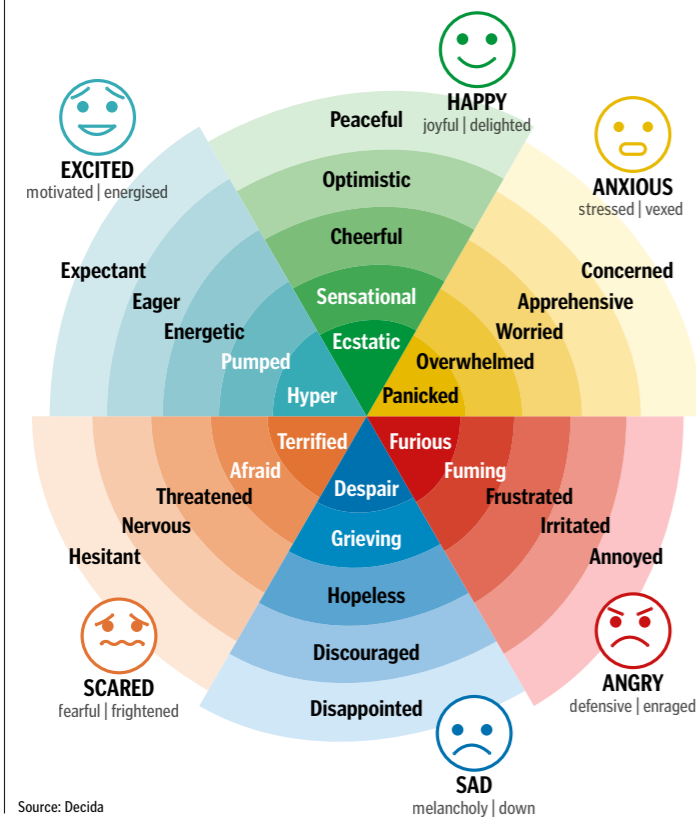 HAPPY
joyful | delighted
Peaceful
Optimistic
Cheerful
Sensational
Ecstatic
ANXIOUS
stressed | vexed
Concerned
Apprehensive
Worried
Overwhelmed
Panicked
ANGRY
defensive | enraged
Furious
Fuming
Frustrated
Irritated
Annoyed
SAD
melancholy | down
Despair
Grieving
Hopeless
Discouraged
Disappointed
SCARED
fearful | frightened
Terrified
Afraid
Threatened
Nervous
Hesitant
EXCITED
motivated | energised
Expectant
Eager
Energetic
Pumped
Hyper
Source: Decida